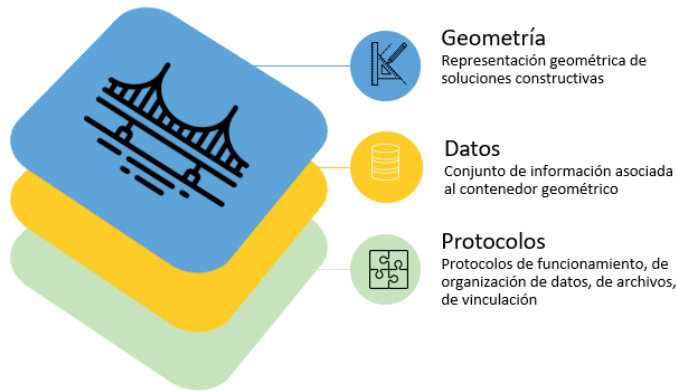 Geometría
Representación geométrica de
soluciones constructivas
Datos
Conjunto de información asociada
al contenedor geométrico
Protocolos
Protocolos de funcionamiento, de
organización de datos, de archivos,
de vinculación